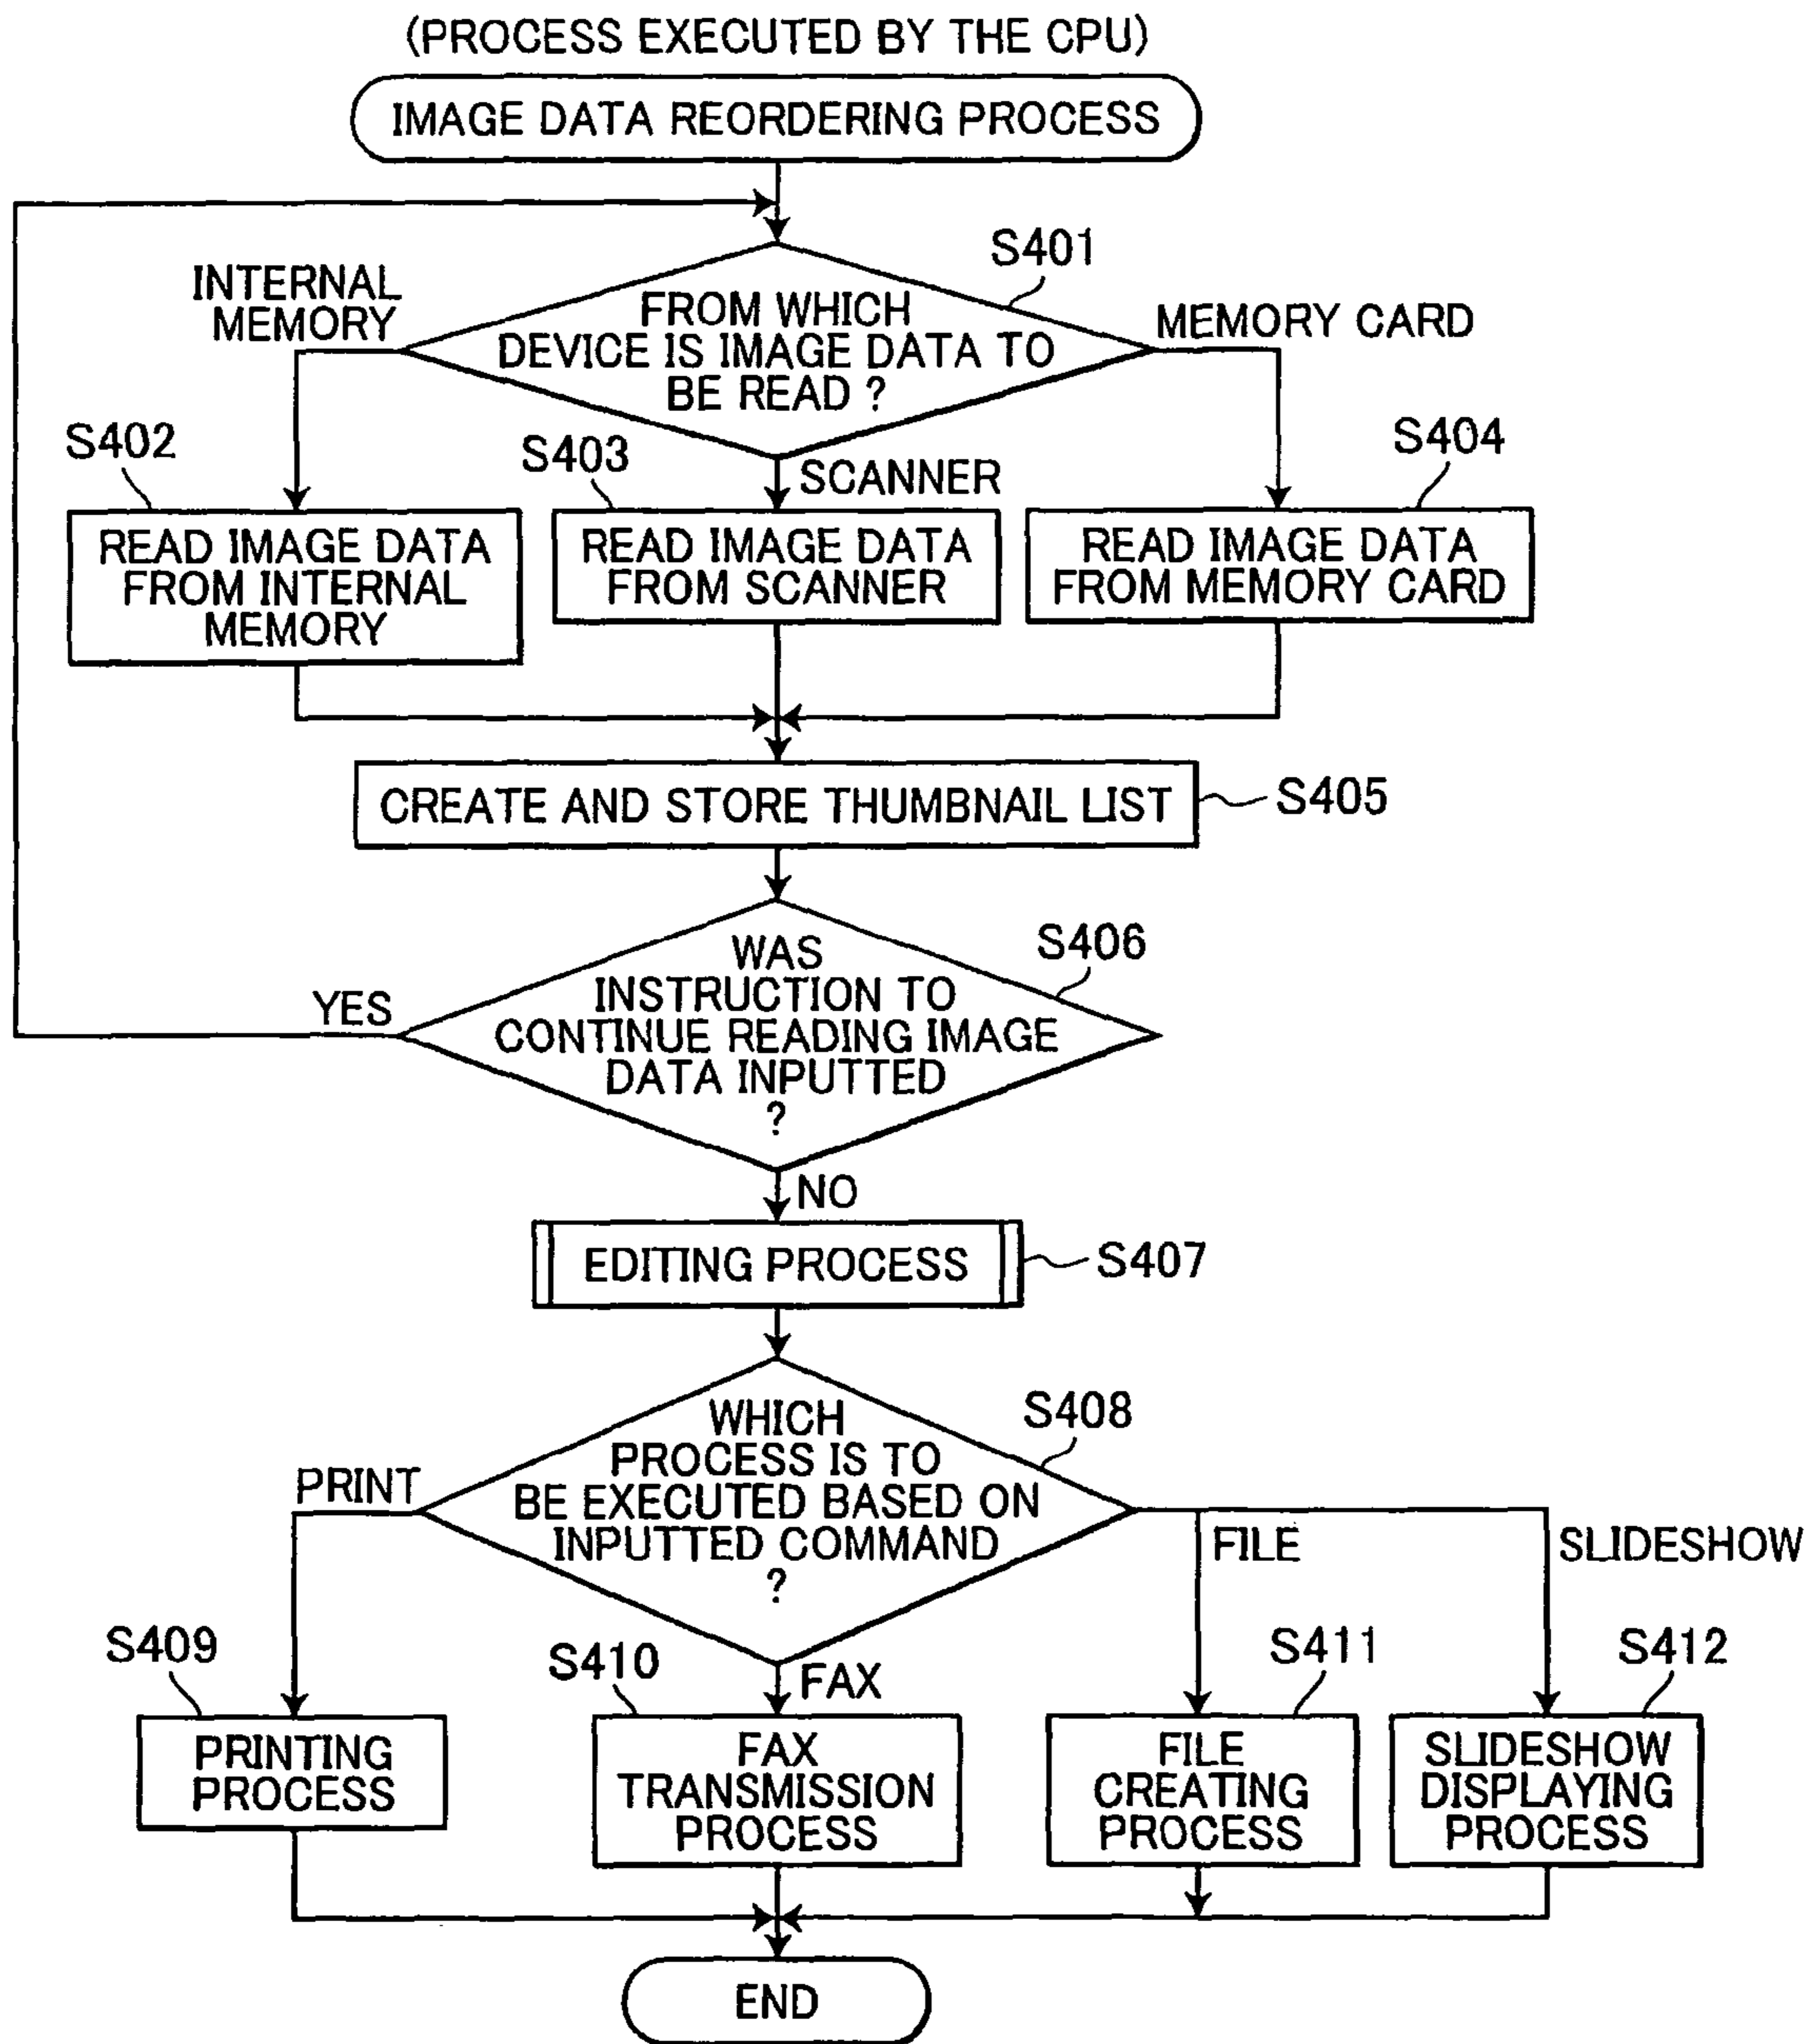 (PROCESS EXECUTED BY THE CPU)
IMAGE DATA REORDERING PROCESS
S401
INTERNAL
MEMORY
FROM WHICH
DEVICE IS IMAGE DATA TO
BE READ ?
MEMORY CARD
S402
S403
SCANNER
S404
READ IMAGE DATA
FROM INTERNAL
MEMORY
READ IMAGE DATA
FROM SCANNER
READ IMAGE DATA
FROM MEMORY CARD
CREATE AND STORE THUMBNAIL LIST
S405
S406
WAS
INSTRUCTION TO
CONTINUE READING IMAGE
DATA INPUTTED
?
YES
NO
EDITING PROCESS
S407
S408
WHICH
PROCESS IS TO
BE EXECUTED BASED ON
INPUTTED COMMAND
?
PRINT
FILE
SLIDESHOW
S409
S410
FAX
S411
S412
PRINTING
PROCESS
FAX
TRANSMISSION
PROCESS
FILE
CREATING
PROCESS
SLIDESHOW
DISPLAYING
PROCESS
END